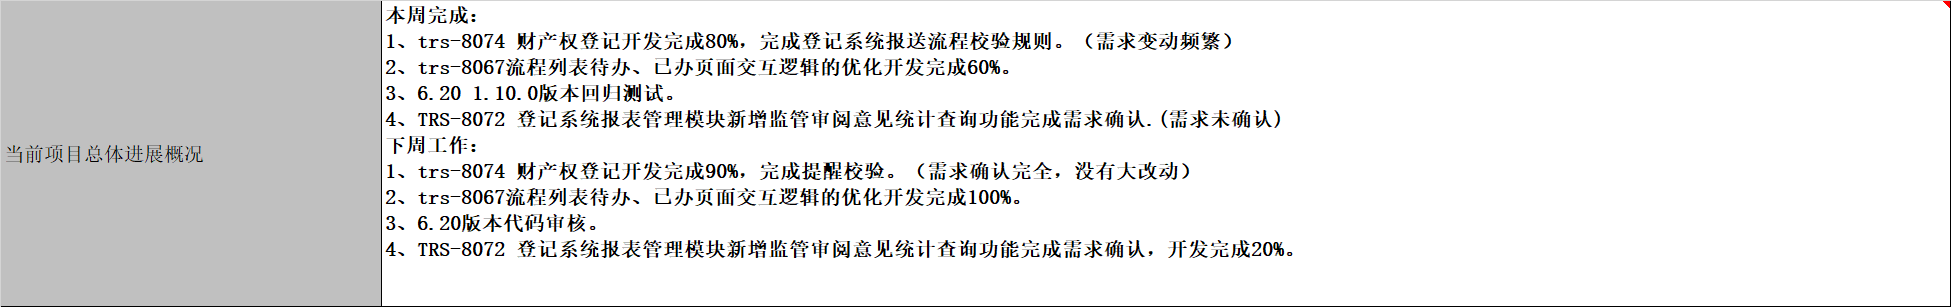 当前项目总体进展概况
本周完成：
1、trs-8074 财产权登记开发完成80%，完成登记系统报送流程校验规则。（需求变动频繁）
2、trs-8067流程列表待办、已办页面交互逻辑的优化开发完成60%。
3、6.20 1.10.0版本回归测试。
4、TRS-8072 登记系统报表管理模块新增监管审阅意见统计查询功能完成需求确认.(需求未确认)
下周工作：
1、trs-8074 财产权登记开发完成90%，完成提醒校验。（需求确认完全，没有大改动）
2、trs-8067流程列表待办、已办页面交互逻辑的优化开发完成100%。
3、6.20版本代码审核。
4、TRS-8072 登记系统报表管理模块新增监管审阅意见统计查询功能完成需求确认，开发完成20%。